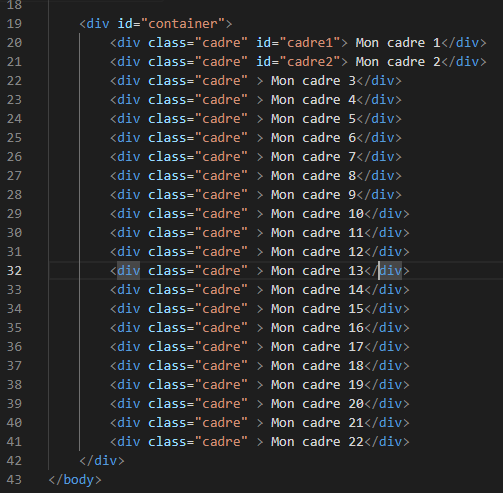 18
19 <div id="container">
20 <div class="cadre" id="cadre1"> Mon cadre 1</div>
21 <div class="cadre" id="cadre2"> Mon cadre 2</div>
22 <div class="cadre" > Mon cadre 3</div>
23 <div class="cadre" > Mon cadre 4</div>
24 <div class="cadre" > Mon cadre 5</div>
25 <div class="cadre" > Mon cadre 6</div>
26 <div class="cadre" > Mon cadre 7</div>
27 <div class="cadre" > Mon cadre 8</div>
28 <div class="cadre" > Mon cadre 9</div>
29 <div class="cadre" > Mon cadre 10</div>
30 <div class="cadre" > Mon cadre 11</div>
31 <div class="cadre" > Mon cadre 12</div>
32 <div class="cadre" > Mon cadre 13</div>
33 <div class="cadre" > Mon cadre 14</div>
34 <div class="cadre" > Mon cadre 15</div>
35 <div class="cadre" > Mon cadre 16</div>
36 <div class="cadre" > Mon cadre 17</div>
37 <div class="cadre" > Mon cadre 18</div>
38 <div class="cadre" > Mon cadre 19</div>
39 <div class="cadre" > Mon cadre 20</div>
40 <div class="cadre" > Mon cadre 21</div>
41 <div class="cadre" > Mon cadre 22</div>
42 </div>
43 </body>